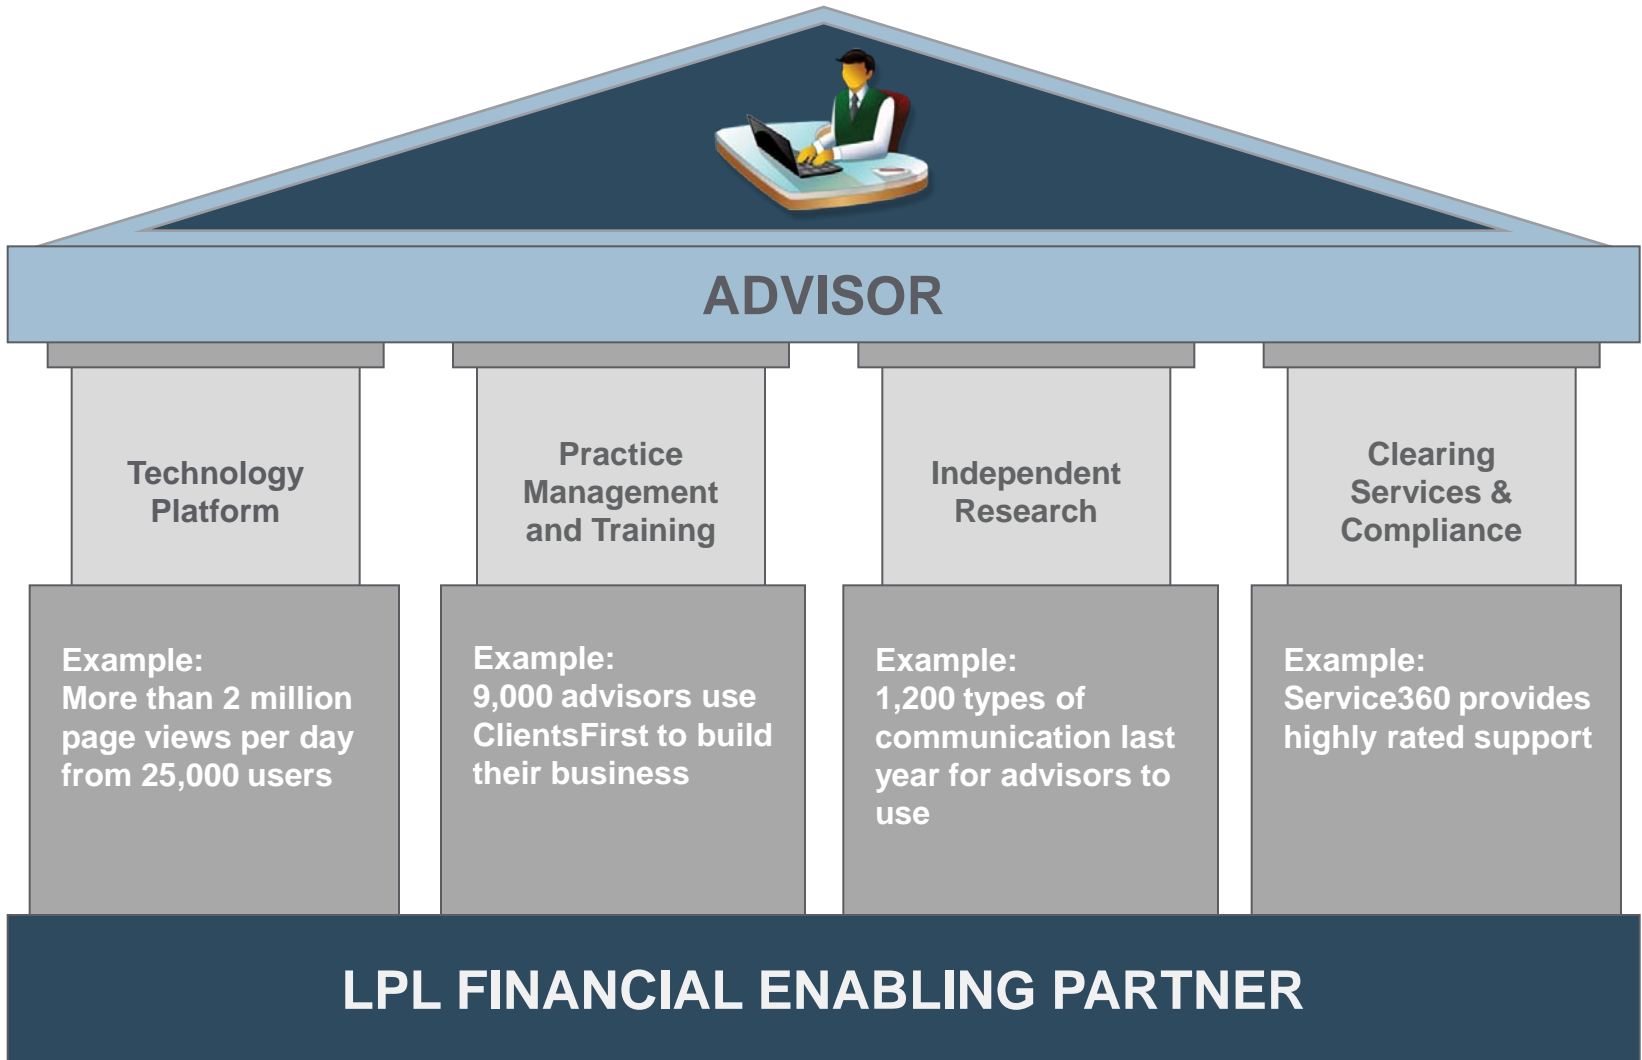 ADVISOR
Technology
Platform
Practice
Management
and Training
Independent
Research
Clearing
Services &
Compliance
Example:
More than 2 million
page views per day
from 25,000 users
Example:
9,000 advisors use
ClientsFirst to build
their business
Example:
1,200 types of
communication last
year for advisors to
use
Example:
Service360 provides
highly rated support
LPL FINANCIAL ENABLING PARTNER